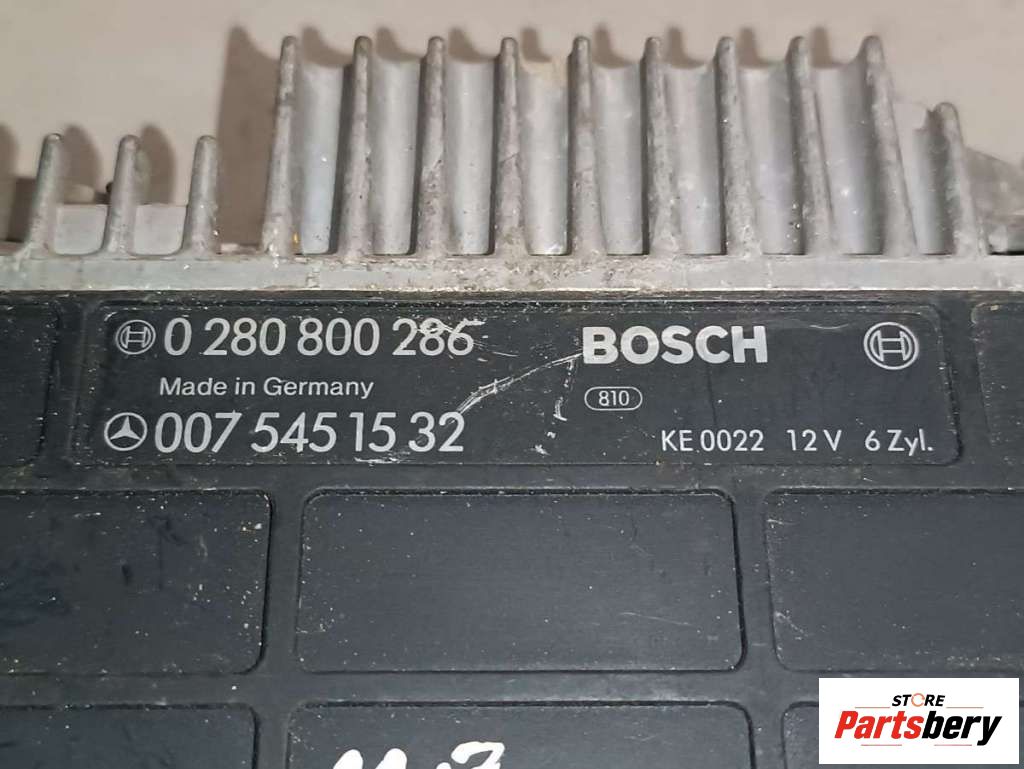 0 280 800 286 BOSCH
Made in Germany 810
007 545 15 32 KE 0022 12 V 6 Zyl.
STORE
Partsbery